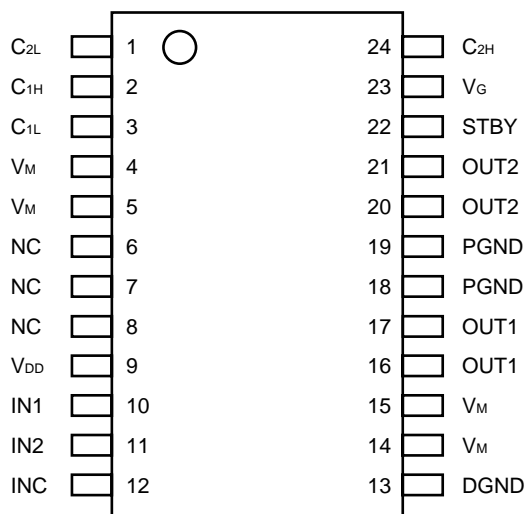 C2L 1 24 C2H
C1H 2 23 VG
C1L 3 22 STBY
VM 4 21 OUT2
VM 5 20 OUT2
NC 6 19 PGND
NC 7 18 PGND
NC 8 17 OUT1
VDD 9 16 OUT1
IN1 10 15 VM
IN2 11 14 VM
INC 12 13 DGND